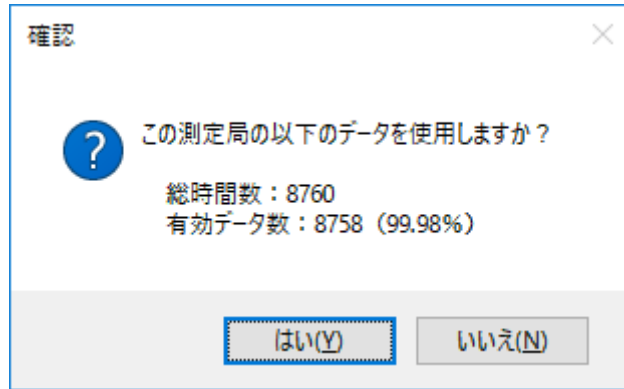 確認
この測定局の以下のデータを使用しますか？
総時間数：8760
有効データ数：8758（99.98%）
はい(Y)
いいえ(N)